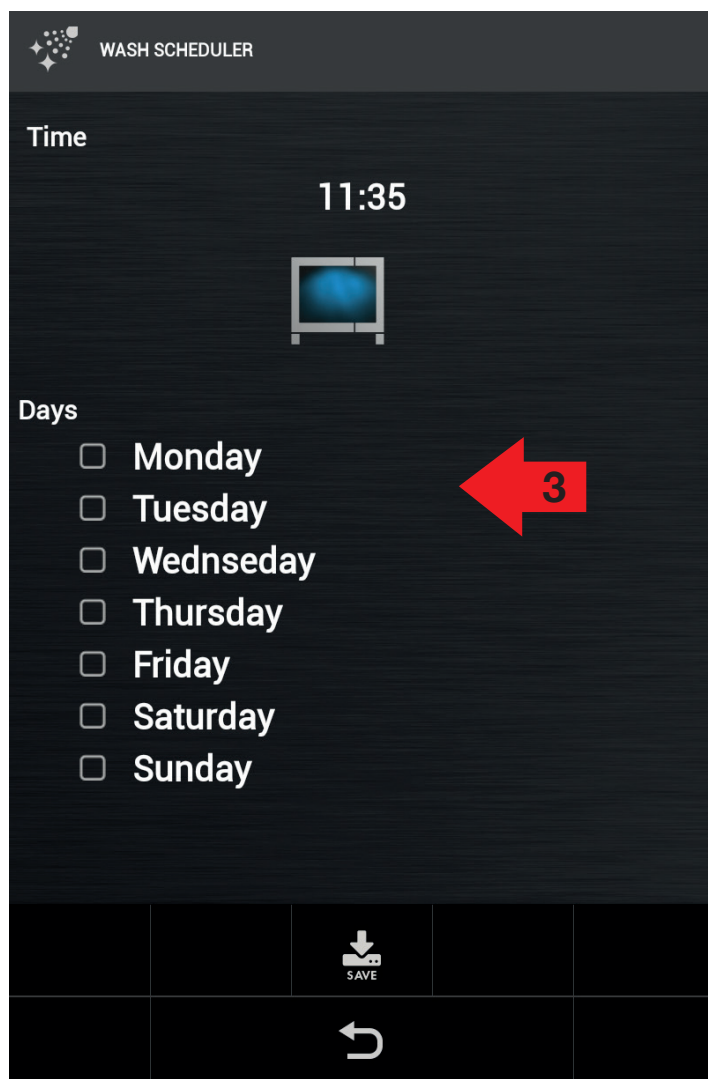 WASH SCHEDULER
Time
11:35
Days
Monday
3
Tuesday
Wednseday
Thursday
Friday
Saturday
Sunday
SAVE